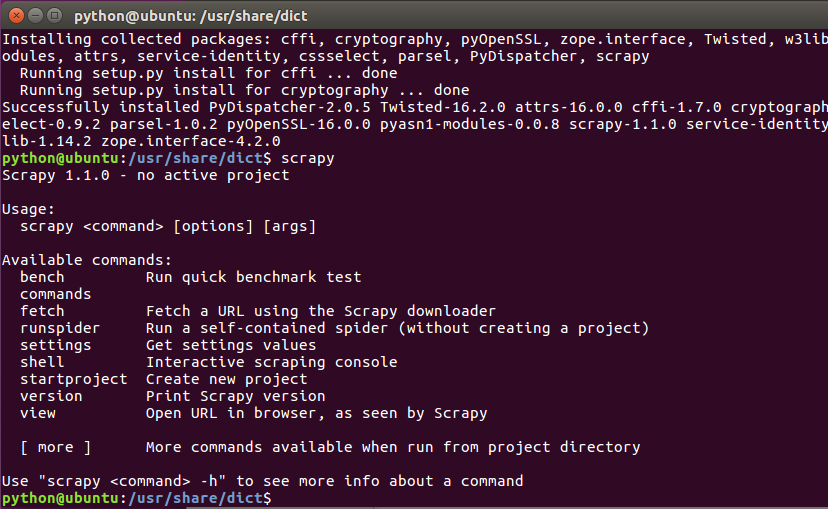 python@ubuntu: /usr/share/dict
Installing collected packages: cffi, cryptography, pyOpenSSL, zope.interface, Twisted, w3lib
odules, attrs, service-identity, cssselect, parsel, PyDispatcher, scrapy
  Running setup.py install for cffi ... done
  Running setup.py install for cryptography ... done
Successfully installed PyDispatcher-2.0.5 Twisted-16.2.0 attrs-16.0.0 cffi-1.7.0 cryptograph
elect-0.9.2 parsel-1.0.2 pyOpenSSL-16.0.0 pyasn1-modules-0.0.8 scrapy-1.1.0 service-identity
lib-1.14.2 zope.interface-4.2.0
python@ubuntu:/usr/share/dict$ scrapy
Scrapy 1.1.0 - no active project

Usage:
  scrapy <command> [options] [args]

Available commands:
  bench         Run quick benchmark test
  commands
  fetch         Fetch a URL using the Scrapy downloader
  runspider     Run a self-contained spider (without creating a project)
  settings      Get settings values
  shell         Interactive scraping console
  startproject  Create new project
  version       Print Scrapy version
  view          Open URL in browser, as seen by Scrapy

  [ more ]      More commands available when run from project directory

Use "scrapy <command> -h" to see more info about a command
python@ubuntu:/usr/share/dict$